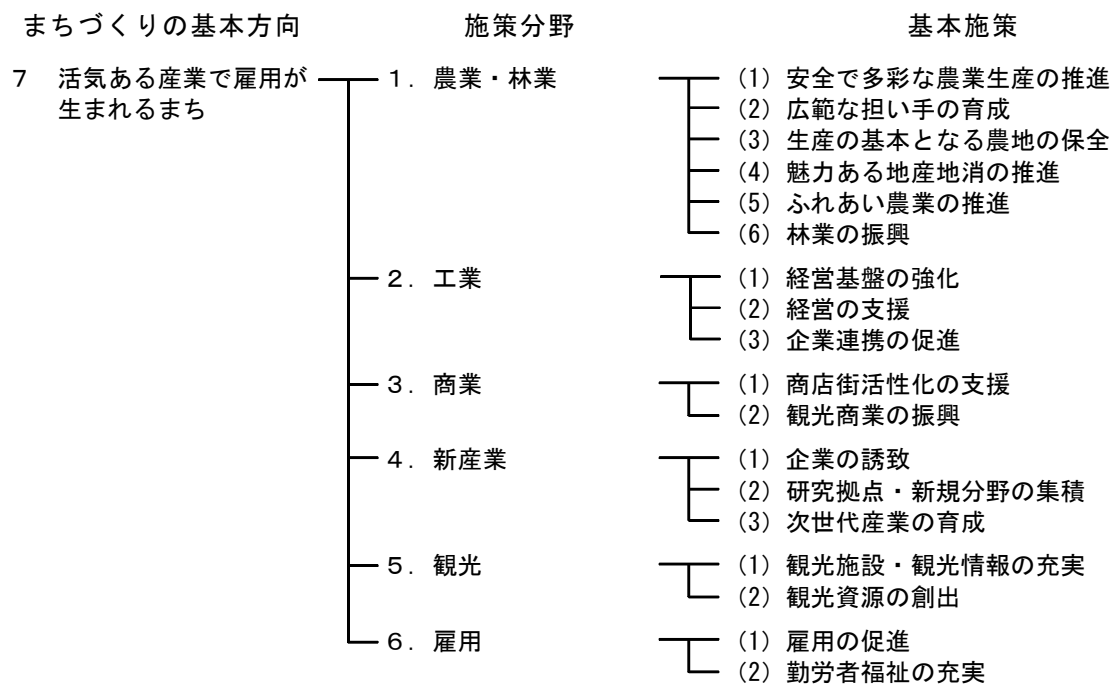 まちづくりの基本方向 施策分野 基本施策
7 活気ある産業で雇用が 1．農業・林業 (1) 安全で多彩な農業生産の推進
生まれるまち (2) 広範な担い手の育成
(3) 生産の基本となる農地の保全
(4) 魅力ある地産地消の推進
(5) ふれあい農業の推進
(6) 林業の振興
2．工業 (1) 経営基盤の強化
(2) 経営の支援
(3) 企業連携の促進
3．商業 (1) 商店街活性化の支援
(2) 観光商業の振興
4．新産業 (1) 企業の誘致
(2) 研究拠点・新規分野の集積
(3) 次世代産業の育成
5．観光 (1) 観光施設・観光情報の充実
(2) 観光資源の創出
6．雇用 (1) 雇用の促進
(2) 勤労者福祉の充実